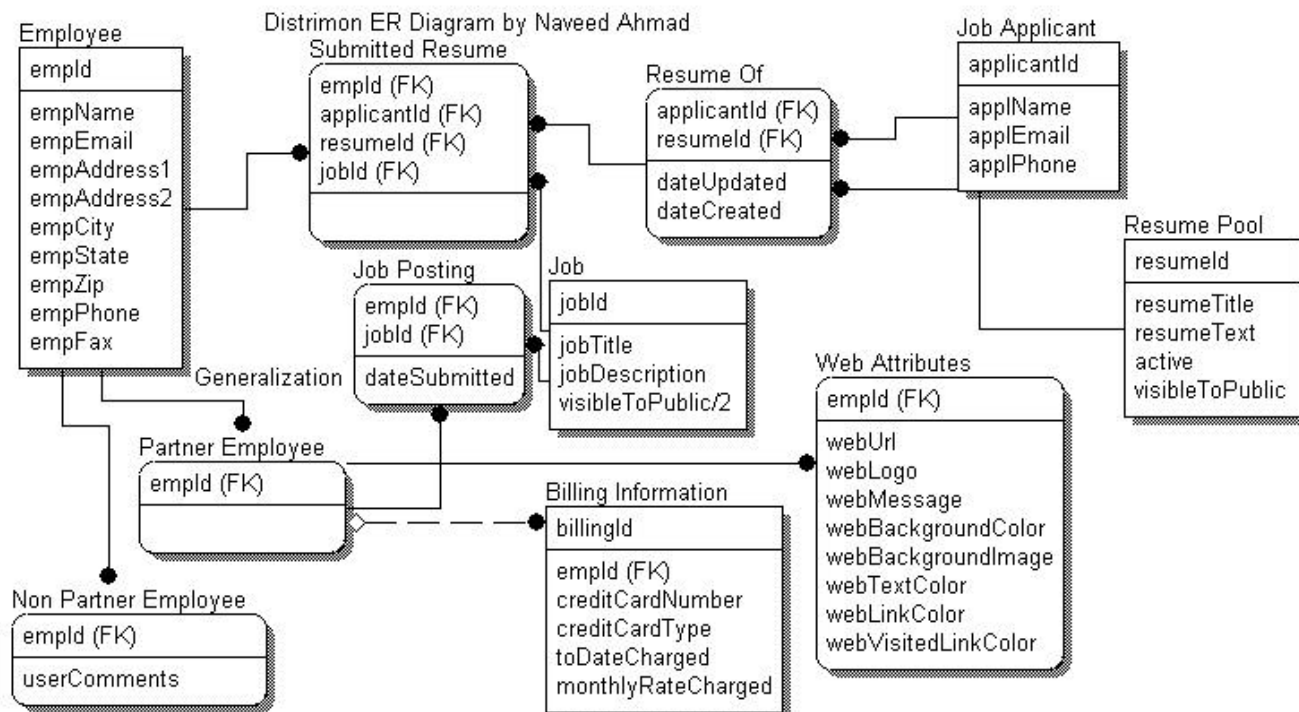 Distrimon ER Diagram by Naveed Ahmad
Employee
empId
empName
empEmail
empAddress1
empAddress2
empCity
empState
empZip
empPhone
empFax
Submitted Resume
empId (FK)
applicantId (FK)
resumeId (FK)
jobId (FK)
Resume Of
applicantId (FK)
resumeId (FK)
dateUpdated
dateCreated
Job Applicant
applicantId
applName
applEmail
applPhone
Resume Pool
resumeId
resumeTitle
resumeText
active
visibleToPublic
Job Posting
empId (FK)
jobId (FK)
dateSubmitted
Job
jobId
jobTitle
jobDescription
visibleToPublic/2
Generalization
Partner Employee
empId (FK)
Web Attributes
empId (FK)
webUrl
webLogo
webMessage
webBackgroundColor
webBackgroundImage
webTextColor
webLinkColor
webVisitedLinkColor
Billing Information
billingId
empId (FK)
creditCardNumber
creditCardType
toDateCharged
monthlyRateCharged
Non Partner Employee
empId (FK)
userComments